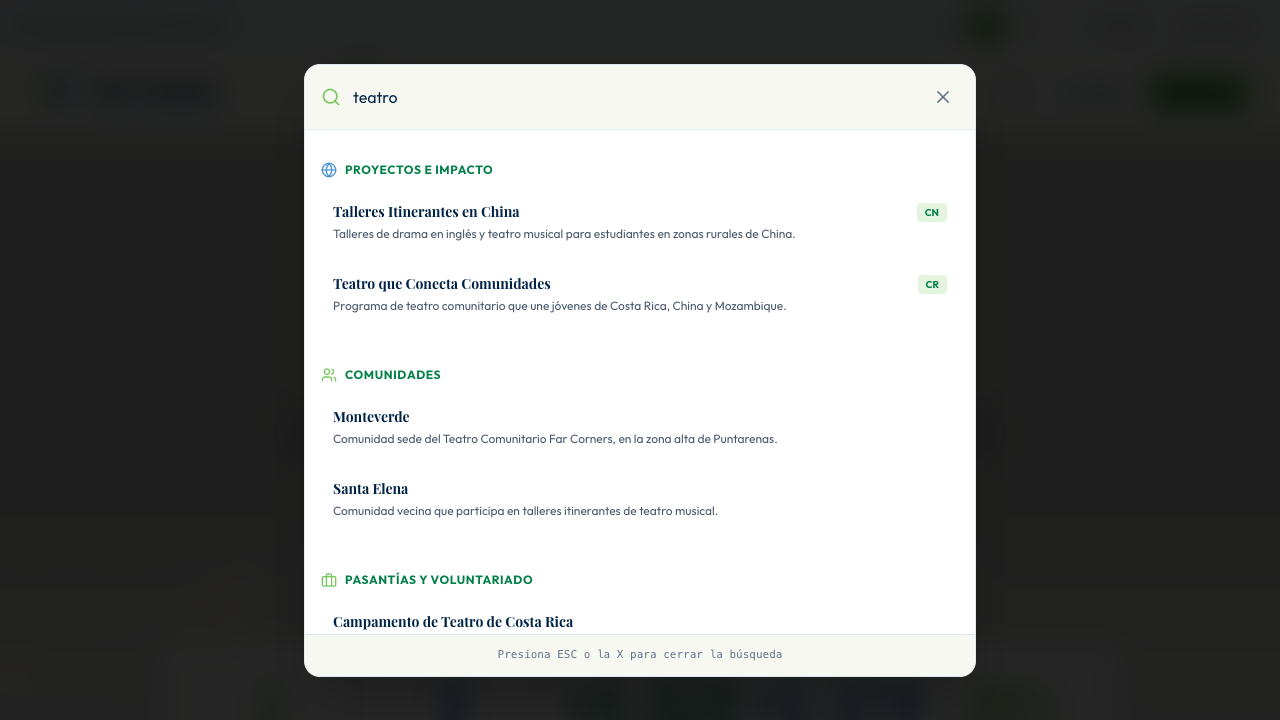 teatro
PROYECTOS E IMPACTO
Talleres Itinerantes en China
CN
Talleres de drama en inglés y teatro musical para estudiantes en zonas rurales de China.
Teatro que Conecta Comunidades
CR
Programa de teatro comunitario que une jóvenes de Costa Rica, China y Mozambique.
COMUNIDADES
Monteverde
Comunidad sede del Teatro Comunitario Far Corners, en la zona alta de Puntarenas.
Santa Elena
Comunidad vecina que participa en talleres itinerantes de teatro musical.
PASANTÍAS Y VOLUNTARIADO
Campamento de Teatro de Costa Rica
Presiona ESC o la X para cerrar la búsqueda